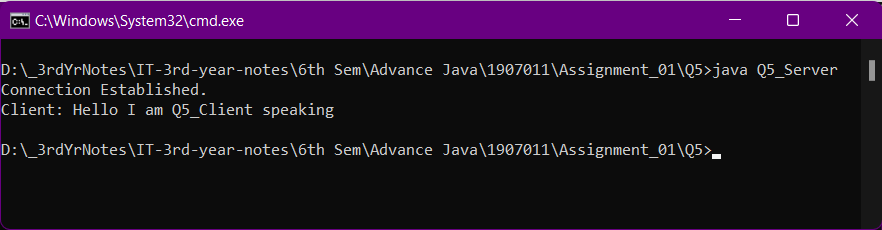 C:\Windows\System32\cmd.exe
D:\_3rdYrNotes\IT-3rd-year-notes\6th Sem\Advance Java\1907011\Assignment_01\Q5>java Q5_Server
Connection Established.
Client: Hello I am Q5_Client speaking
D:\_3rdYrNotes\IT-3rd-year-notes\6th Sem\Advance Java\1907011\Assignment_01\Q5>